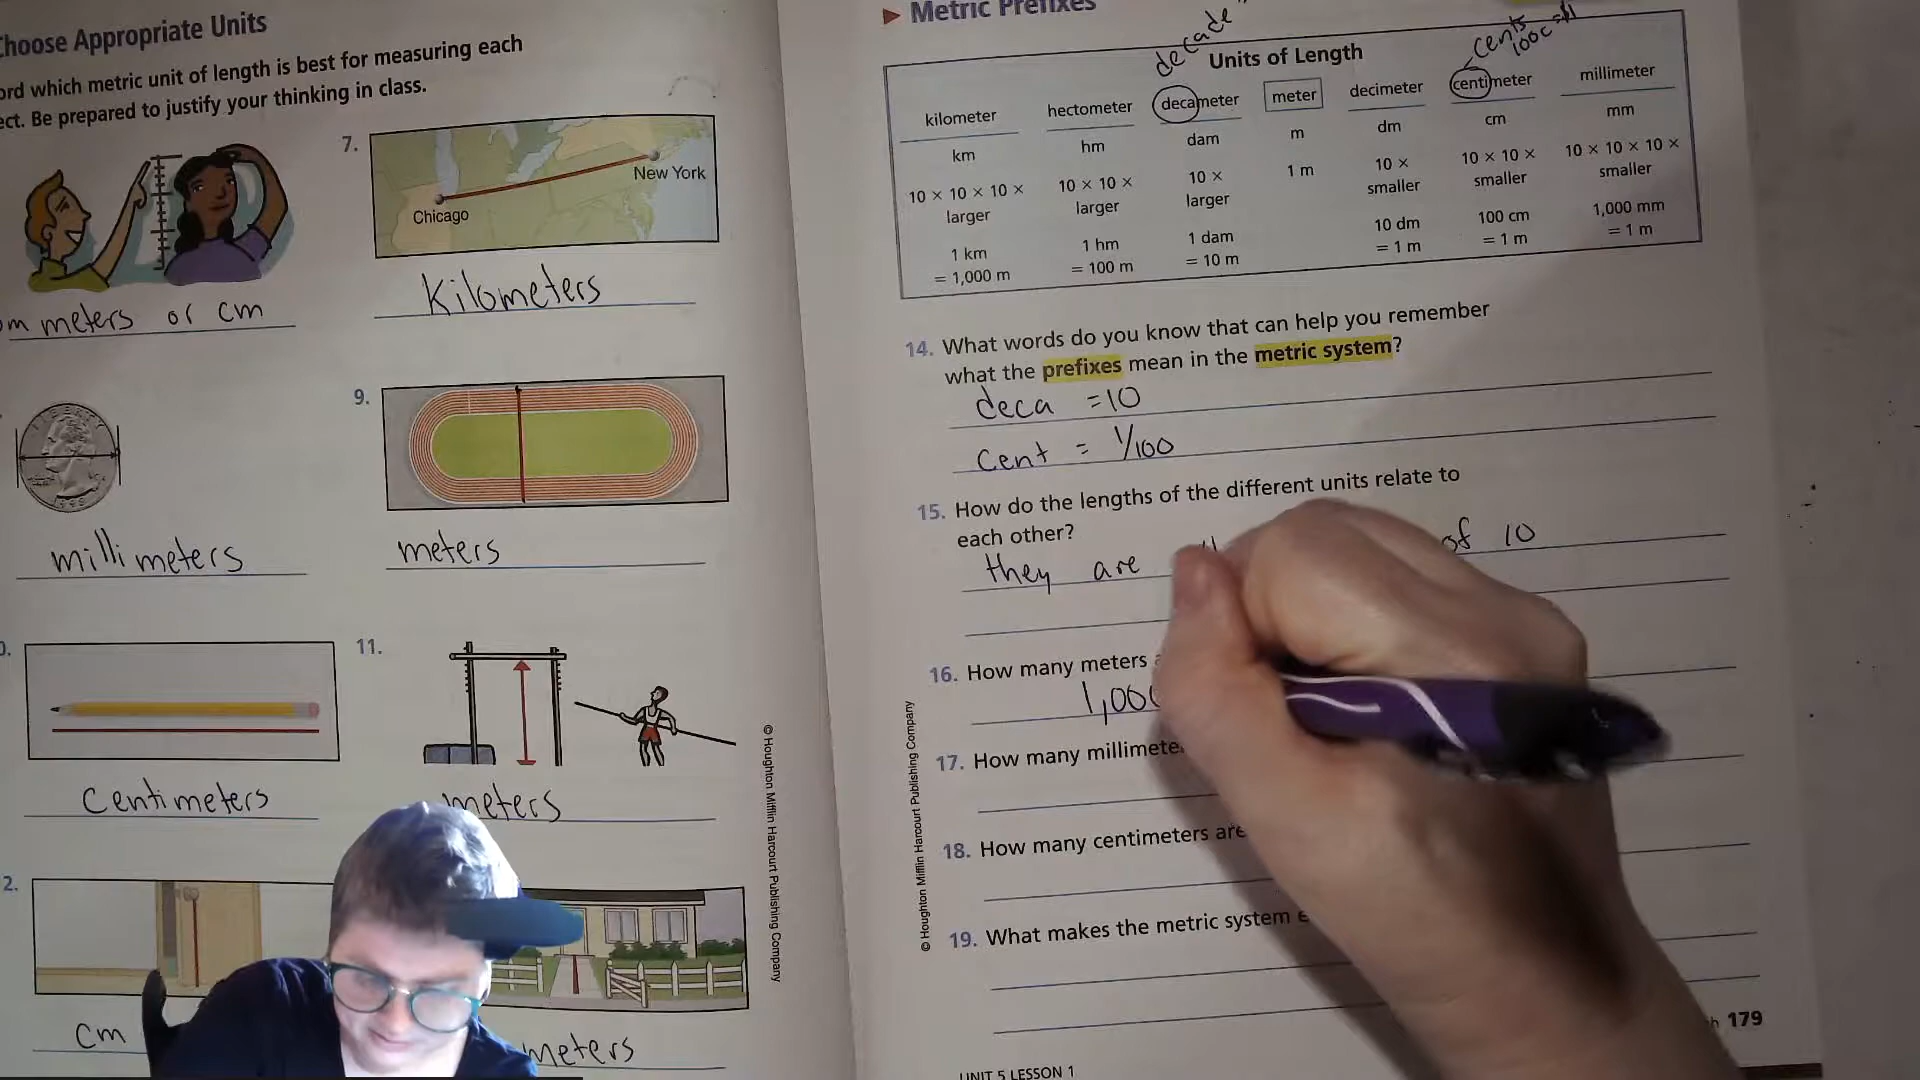 Choose Appropriate Units
ord which metric unit of length is best for measuring each
ect. Be prepared to justify your thinking in class.
om meters or cm
7.
New York
Chicago
Kilometers
LIBERTY
1998
millimeters
9.
meters
0.
Centimeters
11.
meters
2.
cm
meters
© Houghton Mifflin Harcourt Publishing Company
Metric Prefixes
decade
cents
Units of Length
kilometer hectometer decameter meter decimeter centimeter millimeter
km hm dam m dm cm mm
10 × 10 × 10 × larger 10 × 10 × larger 10 × larger 1 m 10 × smaller 10 × 10 × smaller 10 × 10 × 10 × smaller
1 km = 1,000 m 1 hm = 100 m 1 dam = 10 m 10 dm = 1 m 100 cm = 1 m 1,000 mm = 1 m
14. What words do you know that can help you remember
what the prefixes mean in the metric system?
deca = 10
cent = 1/100
15. How do the lengths of the different units relate to
each other?
they are of 10
16. How many meters
1,000
17. How many millimete
18. How many centimeters are
19. What makes the metric system e
© Houghton Mifflin Harcourt Publishing Company
179
UNIT 5 LESSON 1